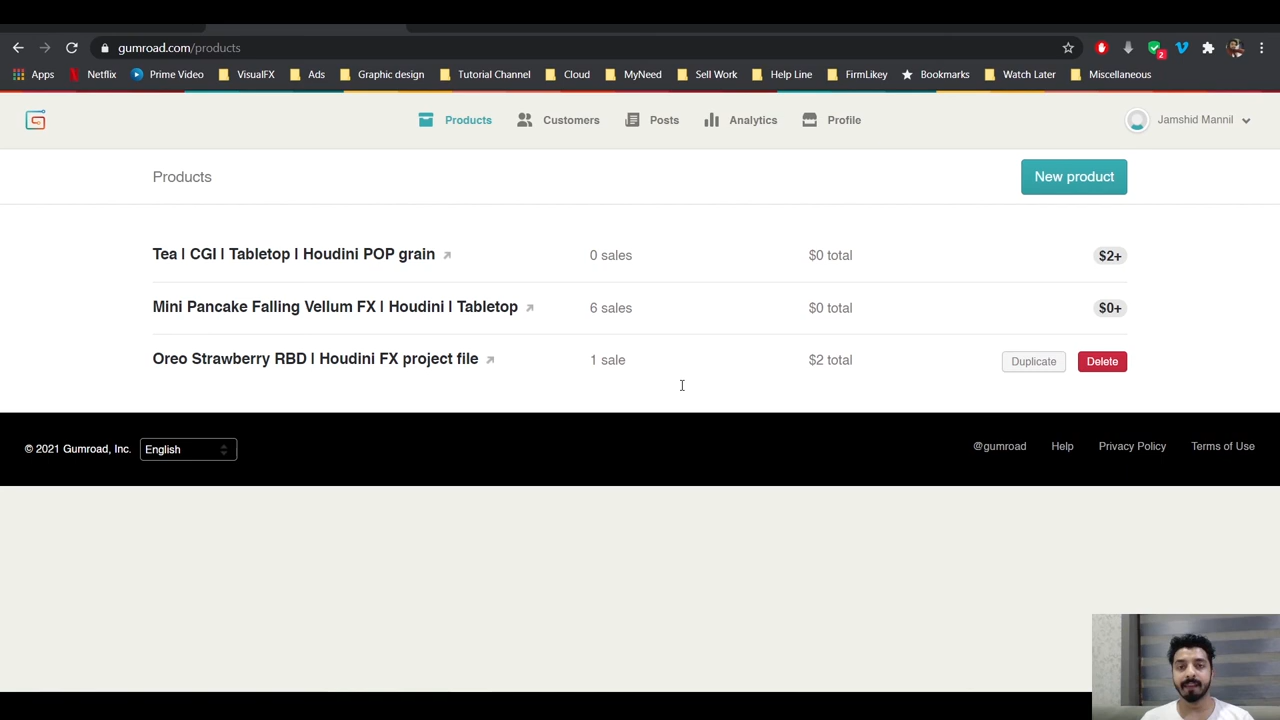 gumroad.com/products
2
Apps Netflix Prime Video VisualFX Ads Graphic design Tutorial Channel Cloud MyNeed Sell Work Help Line FirmLikey Bookmarks Watch Later Miscellaneous
Products Customers Posts Analytics Profile Jamshid Mannil
Products New product
Tea | CGI | Tabletop | Houdini POP grain 0 sales $0 total $2+
Mini Pancake Falling Vellum FX | Houdini | Tabletop 6 sales $0 total $0+
Oreo Strawberry RBD | Houdini FX project file 1 sale $2 total Duplicate Delete
© 2021 Gumroad, Inc. English @gumroad Help Privacy Policy Terms of Use